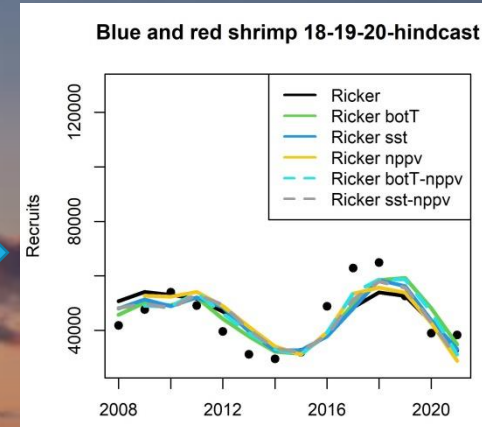 Blue and red shrimp 18-19-20-hindcast
Ricker
Ricker botT
Ricker sst
Ricker nppv
Ricker botT-nppv
Ricker sst-nppv
Recruits
120000
80000
40000
2008
2012
2016
2020